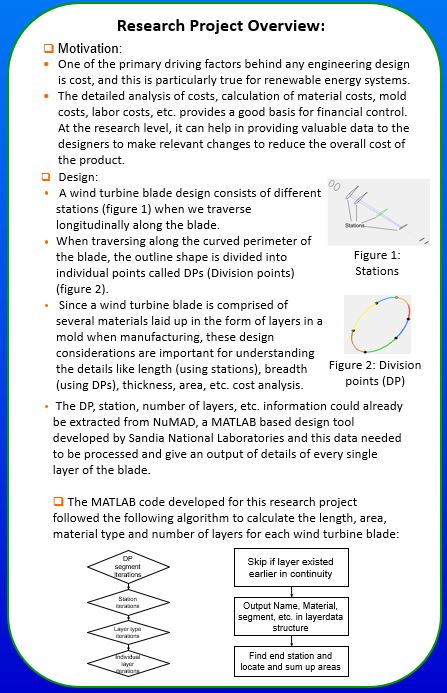 Research Project Overview:
❑ Motivation:
• One of the primary driving factors behind any engineering design
is cost, and this is particularly true for renewable energy systems.
• The detailed analysis of costs, calculation of material costs, mold
costs, labor costs, etc. provides a good basis for financial control.
At the research level, it can help in providing valuable data to the
designers to make relevant changes to reduce the overall cost of
the product.
❑ Design:
• A wind turbine blade design consists of different
stations (figure 1) when we traverse
longitudinally along the blade.
• When traversing along the curved perimeter of
the blade, the outline shape is divided into
individual points called DPs (Division points)
(figure 2).
• Since a wind turbine blade is comprised of
several materials laid up in the form of layers in a
mold when manufacturing, these design
considerations are important for understanding
the details like length (using stations), breadth
(using DPs), thickness, area, etc. cost analysis.
Stations
Figure 1:
Stations
Figure 2: Division
points (DP)
• The DP, station, number of layers, etc. information could already
be extracted from NuMAD, a MATLAB based design tool
developed by Sandia National Laboratories and this data needed
to be processed and give an output of details of every single
layer of the blade.
❑ The MATLAB code developed for this research project
followed the following algorithm to calculate the length, area,
material type and number of layers for each wind turbine blade:
DP
segment
iterations
Station
iterations
Layer type
iterations
Individual
layer
iterations
Skip if layer existed
earlier in continuity
Output Name, Material,
segment, etc. in layerdata
structure
Find end station and
locate and sum up areas